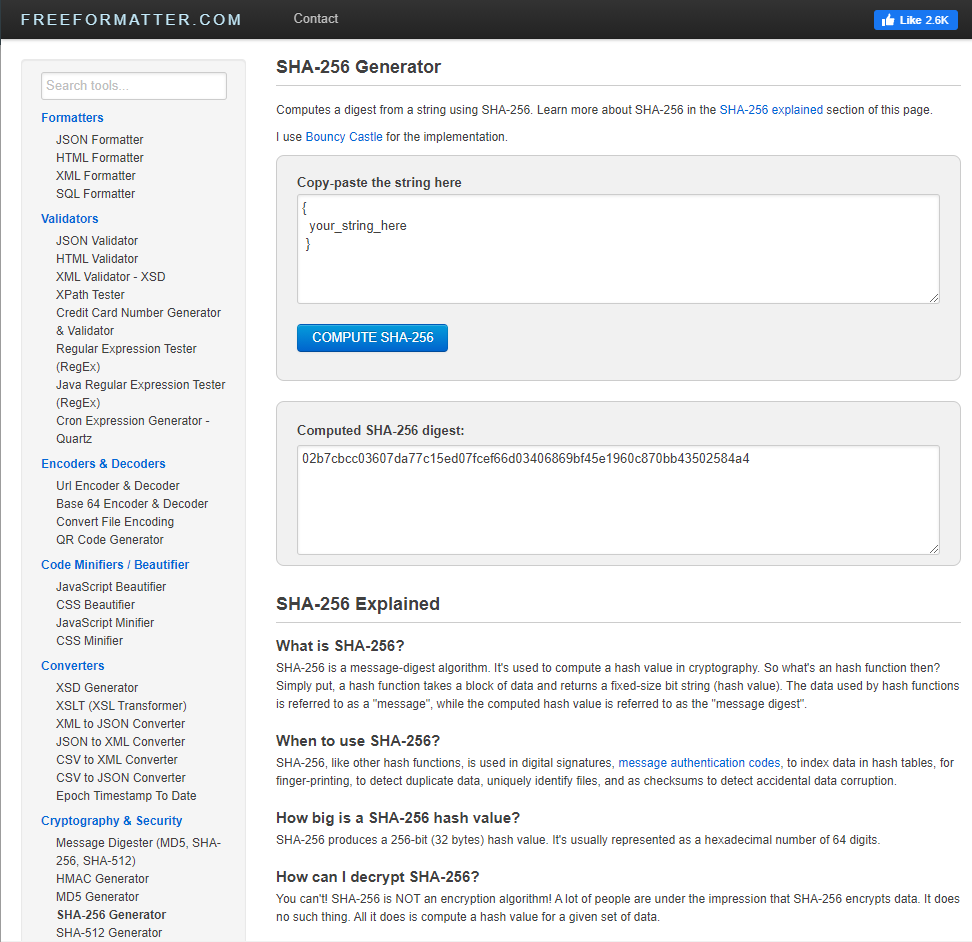 FREEFORMATTER.COM
Contact
Like 2.6K
Search tools...
Formatters
JSON Formatter
HTML Formatter
XML Formatter
SQL Formatter
Validators
JSON Validator
HTML Validator
XML Validator - XSD
XPath Tester
Credit Card Number Generator
& Validator
Regular Expression Tester
(RegEx)
Java Regular Expression Tester
(RegEx)
Cron Expression Generator -
Quartz
Encoders & Decoders
Url Encoder & Decoder
Base 64 Encoder & Decoder
Convert File Encoding
QR Code Generator
Code Minifiers / Beautifier
JavaScript Beautifier
CSS Beautifier
JavaScript Minifier
CSS Minifier
Converters
XSD Generator
XSLT (XSL Transformer)
XML to JSON Converter
JSON to XML Converter
CSV to XML Converter
CSV to JSON Converter
Epoch Timestamp To Date
Cryptography & Security
Message Digester (MD5, SHA-
256, SHA-512)
HMAC Generator
MD5 Generator
SHA-256 Generator
SHA-512 Generator
SHA-256 Generator
Computes a digest from a string using SHA-256. Learn more about SHA-256 in the SHA-256 explained section of this page.
I use Bouncy Castle for the implementation.
Copy-paste the string here
{
your_string_here
}
COMPUTE SHA-256
Computed SHA-256 digest:
02b7cbcc03607da77c15ed07fcef66d03406869bf45e1960c870bb43502584a4
SHA-256 Explained
What is SHA-256?
SHA-256 is a message-digest algorithm. It's used to compute a hash value in cryptography. So what's an hash function then?
Simply put, a hash function takes a block of data and returns a fixed-size bit string (hash value). The data used by hash functions
is referred to as a "message", while the computed hash value is referred to as the "message digest".
When to use SHA-256?
SHA-256, like other hash functions, is used in digital signatures, message authentication codes, to index data in hash tables, for
finger-printing, to detect duplicate data, uniquely identify files, and as checksums to detect accidental data corruption.
How big is a SHA-256 hash value?
SHA-256 produces a 256-bit (32 bytes) hash value. It's usually represented as a hexadecimal number of 64 digits.
How can I decrypt SHA-256?
You can't! SHA-256 is NOT an encryption algorithm! A lot of people are under the impression that SHA-256 encrypts data. It does
no such thing. All it does is compute a hash value for a given set of data.